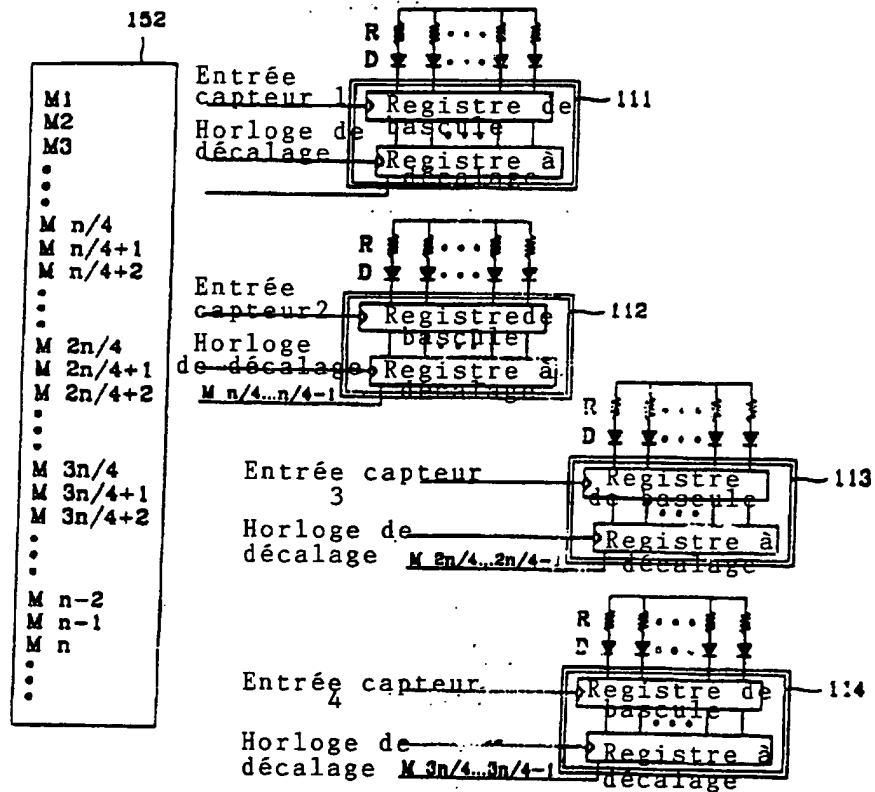 152
M1
M2
M3
M n/4
M n/4+1
M n/4+2
M 2n/4
M 2n/4+1
M 2n/4+2
M 3n/4
M 3n/4+1
M 3n/4+2
M n-2
M n-1
M n
R
D
Entrée
capteur 1
Registre de
bascule
111
Horloge de
décalage
Registre à
décalage
R
D
Entrée
capteur2
Registrede
bascule
112
Horloge
de décalage
Registre à
décalage
M n/4...n/4-1
R
D
Entrée capteur
3
Registre
de bascule
113
Horloge de
décalage
Registre à
décalage
M 2n/4...2n/4-1
R
D
Entrée capteur
4
Registre de
bascule
114
Horloge de
décalage
Registre à
décalage
M 3n/4...3n/4-1